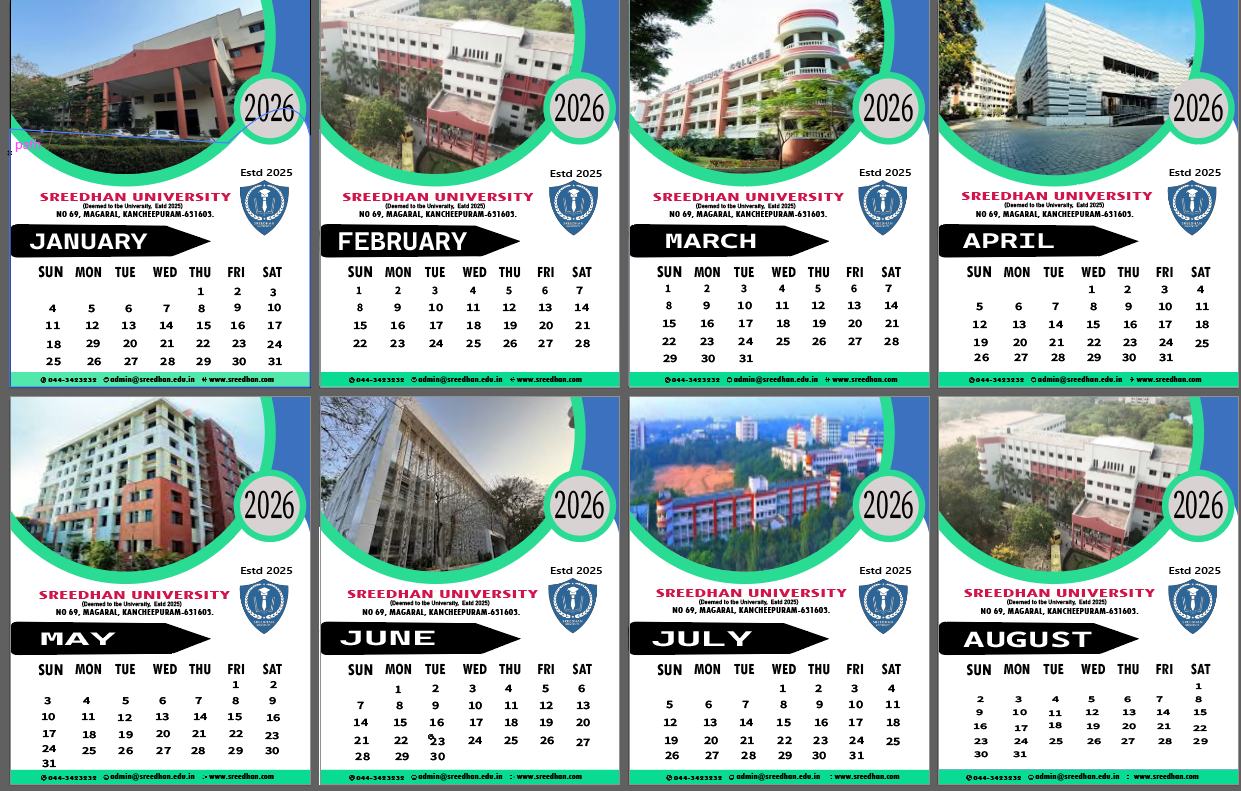 2026
Estd 2025
SREEDHAN UNIVERSITY
(Deemed to the University, Estd 2025)
NO 69, MAGARAL, KANCHEEPURAM-631603.
JANUARY
SUN MON TUE WED THU FRI SAT
1 2 3
4 5 6 7 8 9 10
11 12 13 14 15 16 17
18 29 20 21 22 23 24
25 26 27 28 29 30 31
044-3423232 admin@sreedhan.edu.in www.sreedhan.com
2026
Estd 2025
SREEDHAN UNIVERSITY
(Deemed to the University, Estd 2025)
NO 69, MAGARAL, KANCHEEPURAM-631603.
FEBRUARY
SUN MON TUE WED THU FRI SAT
1 2 3 4 5 6 7
8 9 10 11 12 13 14
15 16 17 18 19 20 21
22 23 24 25 26 27 28
044-3423232 admin@sreedhan.edu.in www.sreedhan.com
COLLEGE
2026
Estd 2025
SREEDHAN UNIVERSITY
(Deemed to the University, Estd 2025)
NO 69, MAGARAL, KANCHEEPURAM-631603.
MARCH
SUN MON TUE WED THU FRI SAT
1 2 3 4 5 6 7
8 9 10 11 12 13 14
15 16 17 18 19 20 21
22 23 24 25 26 27 28
29 30 31
044-3423232 admin@sreedhan.edu.in www.sreedhan.com
2026
Estd 2025
SREEDHAN UNIVERSITY
(Deemed to the University, Estd 2025)
NO 69, MAGARAL, KANCHEEPURAM-631603.
APRIL
SUN MON TUE WED THU FRI SAT
1 2 3 4
5 6 7 8 9 10 11
12 13 14 15 16 17 18
19 20 21 22 23 24 25
26 27 28 29 30 31
044-3423232 admin@sreedhan.edu.in www.sreedhan.com
2026
Estd 2025
SREEDHAN UNIVERSITY
(Deemed to the University, Estd 2025)
NO 69, MAGARAL, KANCHEEPURAM-631603.
MAY
SUN MON TUE WED THU FRI SAT
1 2
3 4 5 6 7 8 9
10 11 12 13 14 15 16
17 18 19 20 21 22 23
24 25 26 27 28 29 30
31
044-3423232 admin@sreedhan.edu.in www.sreedhan.com
2026
Estd 2025
SREEDHAN UNIVERSITY
(Deemed to the University, Estd 2025)
NO 69, MAGARAL, KANCHEEPURAM-631603.
JUNE
SUN MON TUE WED THU FRI SAT
1 2 3 4 5 6
7 8 9 10 11 12 13
14 15 16 17 18 19 20
21 22 23 24 25 26 27
28 29 30
044-3423232 admin@sreedhan.edu.in www.sreedhan.com
2026
Estd 2025
SREEDHAN UNIVERSITY
(Deemed to the University, Estd 2025)
NO 69, MAGARAL, KANCHEEPURAM-631603.
JULY
SUN MON TUE WED THU FRI SAT
1 2 3 4
5 6 7 8 9 10 11
12 13 14 15 16 17 18
19 20 21 22 23 24 25
26 27 28 29 30 31
044-3423232 admin@sreedhan.edu.in www.sreedhan.com
2026
Estd 2025
SREEDHAN UNIVERSITY
(Deemed to the University, Estd 2025)
NO 69, MAGARAL, KANCHEEPURAM-631603.
AUGUST
SUN MON TUE WED THU FRI SAT
1
2 3 4 5 6 7 8
9 10 11 12 13 14 15
16 17 18 19 20 21 22
23 24 25 26 27 28 29
30 31
044-3423232 admin@sreedhan.edu.in www.sreedhan.com